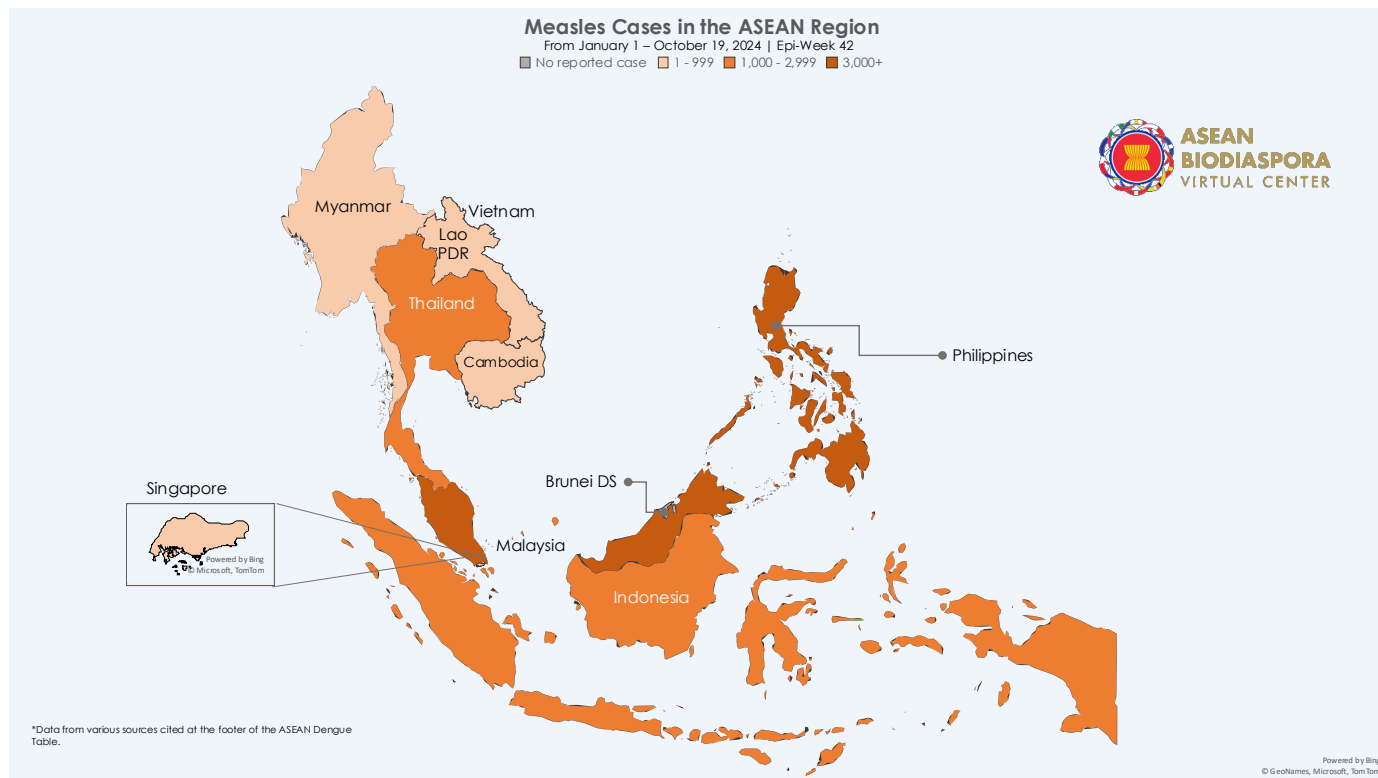 Measles Cases in the ASEAN Region
From January 1 – October 19, 2024 | Epi-Week 42
No reported case 1 - 999 1,000 - 2,999 3,000+
ASEAN
BIODIASPORA
VIRTUAL CENTER
Myanmar
Vietnam
Lao
PDR
Thailand
Cambodia
Philippines
Brunei DS
Singapore
Powered by Bing
© Microsoft, TomTom
Malaysia
Indonesia
*Data from various sources cited at the footer of the ASEAN Dengue
Table.
Powered by Bing
© GeoNames, Microsoft, TomTom